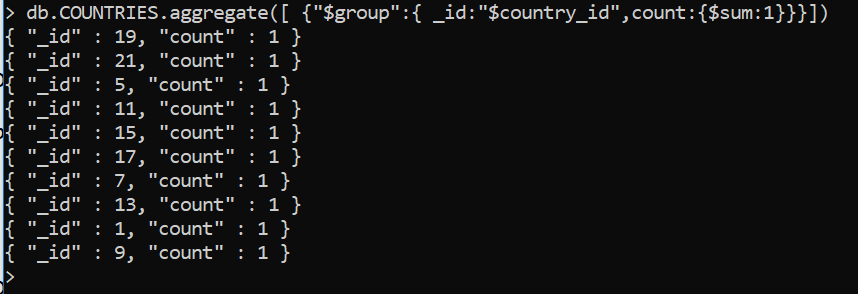 > db.COUNTRIES.aggregate([ {"$group":{ _id:"$country_id",count:{$sum:1}}}])
{ "_id" : 19, "count" : 1 }
{ "_id" : 21, "count" : 1 }
{ "_id" : 5, "count" : 1 }
{ "_id" : 11, "count" : 1 }
{ "_id" : 15, "count" : 1 }
{ "_id" : 17, "count" : 1 }
{ "_id" : 7, "count" : 1 }
{ "_id" : 13, "count" : 1 }
{ "_id" : 1, "count" : 1 }
{ "_id" : 9, "count" : 1 }
>